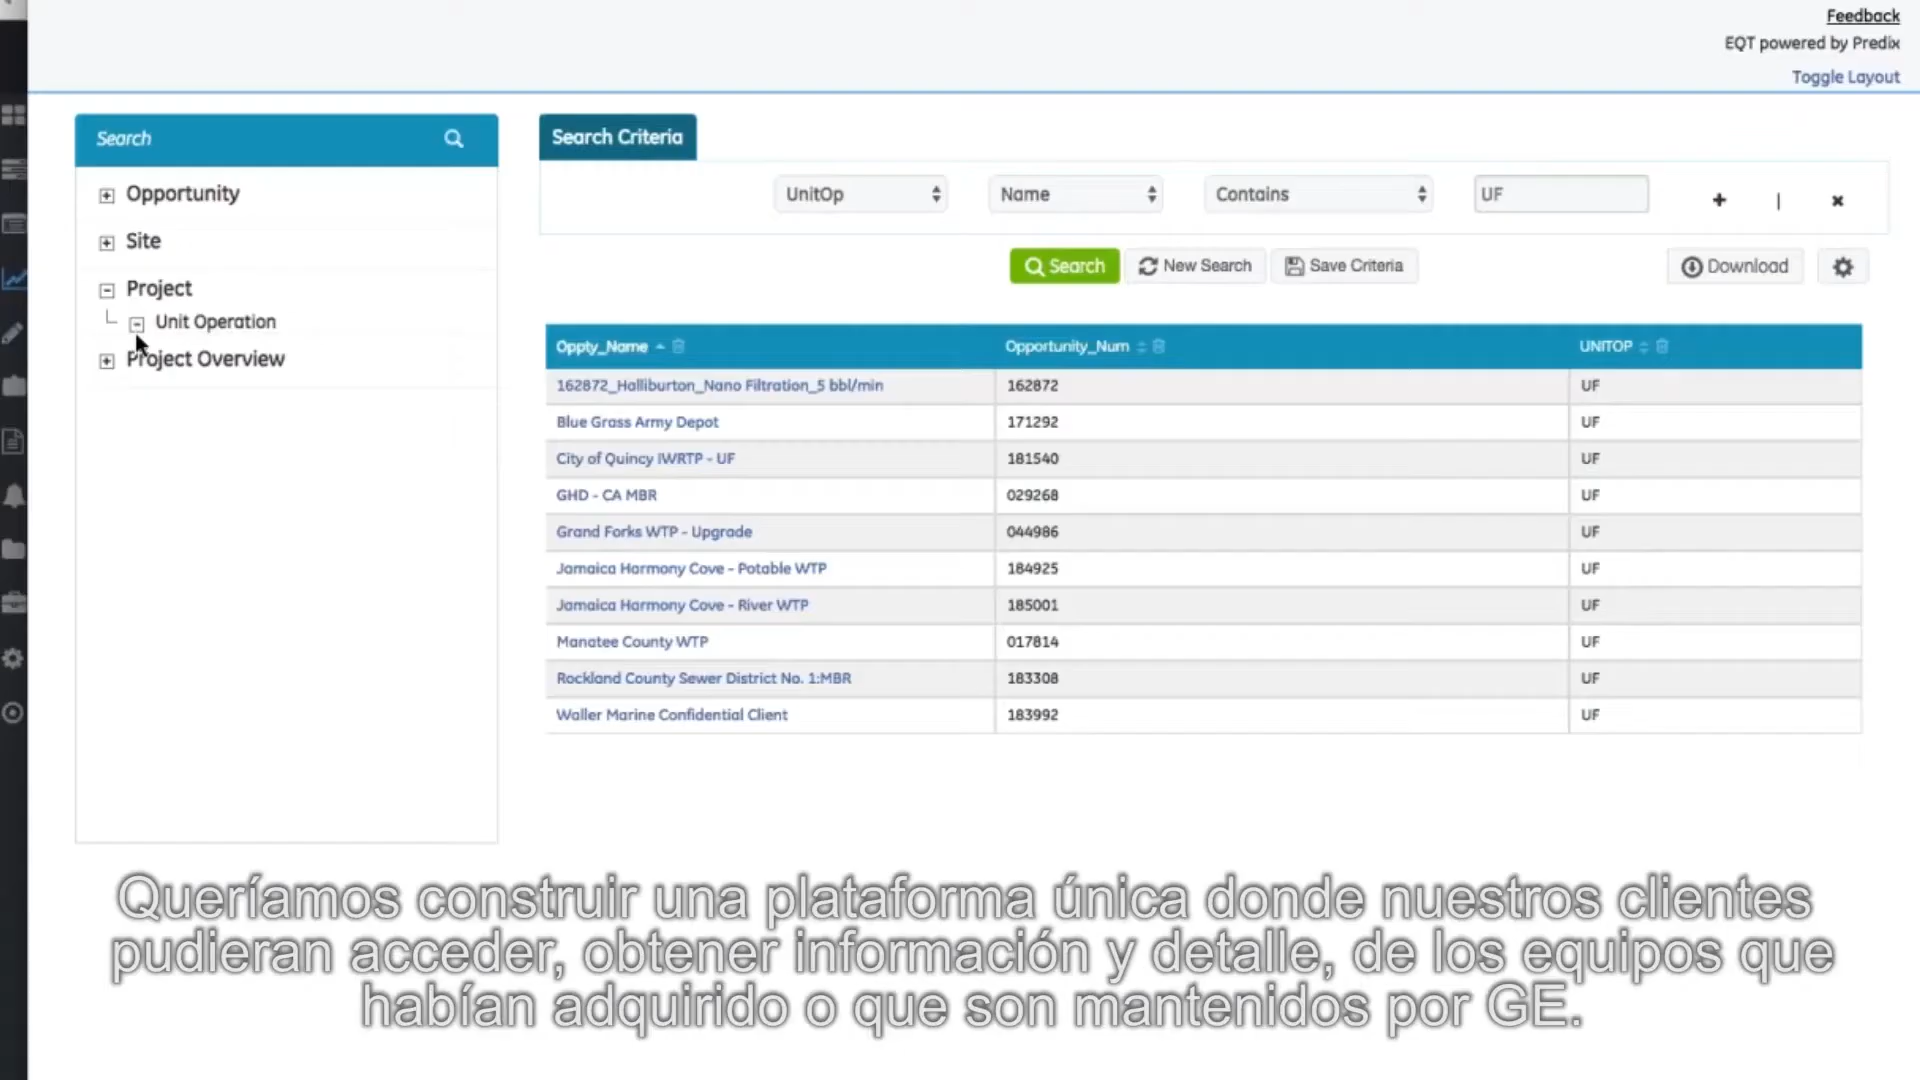 Feedback
EQT powered by Predix
Toggle Layout
Search
Opportunity
Site
Project
Unit Operation
Project Overview
Search Criteria
UnitOp Name Contains UF
Search New Search Save Criteria Download
Oppty_Name Opportunity_Num UNITOP
162872_Halliburton_Nano Filtration_5 bbl/min 162872 UF
Blue Grass Army Depot 171292 UF
City of Quincy IWRTP - UF 181540 UF
GHD - CA MBR 029268 UF
Grand Forks WTP - Upgrade 044986 UF
Jamaica Harmony Cove - Potable WTP 184925 UF
Jamaica Harmony Cove - River WTP 185001 UF
Manatee County WTP 017814 UF
Rockland County Sewer District No. 1:MBR 183308 UF
Waller Marine Confidential Client 183992 UF
Queríamos construir una plataforma única donde nuestros clientes
pudieran acceder, obtener información y detalle, de los equipos que
habían adquirido o que son mantenidos por GE.